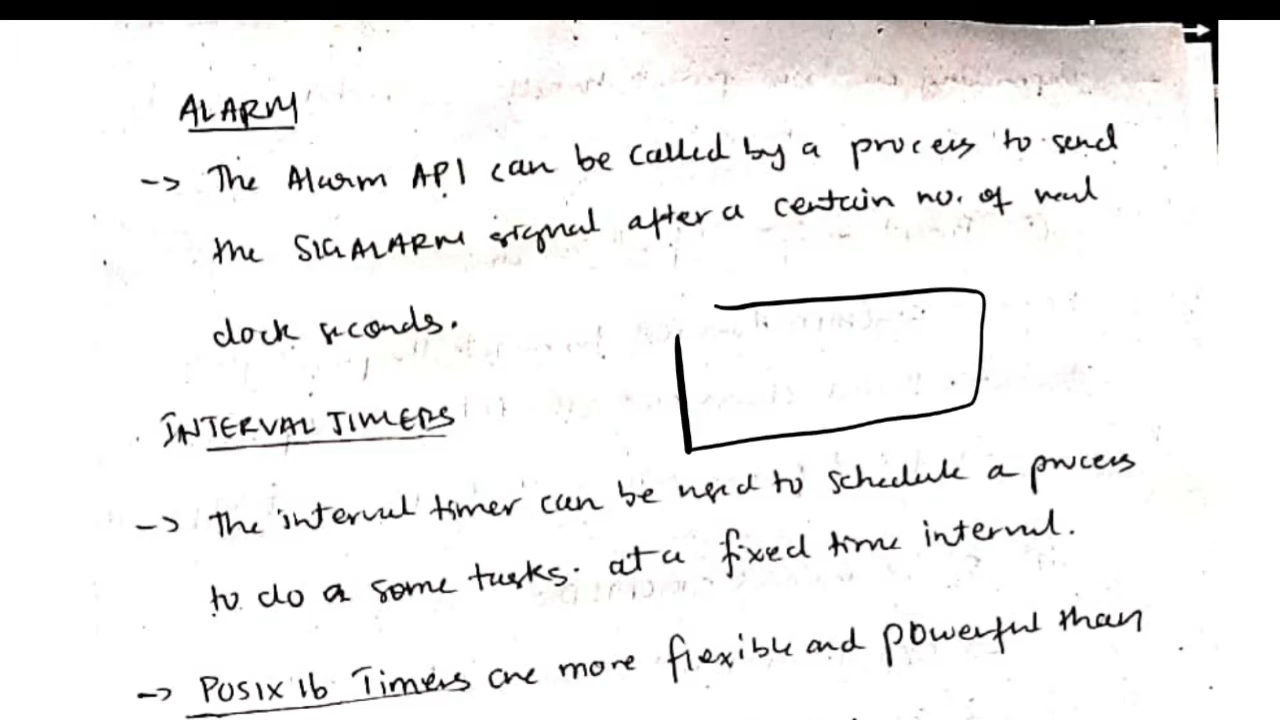 ALARM
-> The Alarm API can be called by a process to send
the SIGALARM signal after a certain no. of real
clock seconds.
INTERVAL TIMERS
-> The interval timer can be used to schedule a process
to do a some tasks. at a fixed time interval.
-> POSIX 1b Timers are more flexible and powerful than